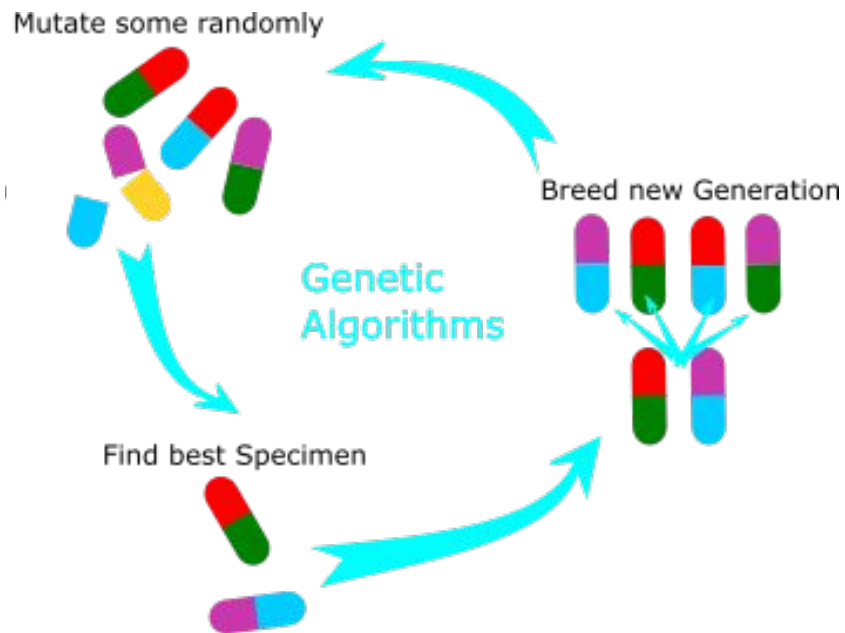 Mutate some randomly
Breed new Generation
Genetic
Algorithms
Find best Specimen